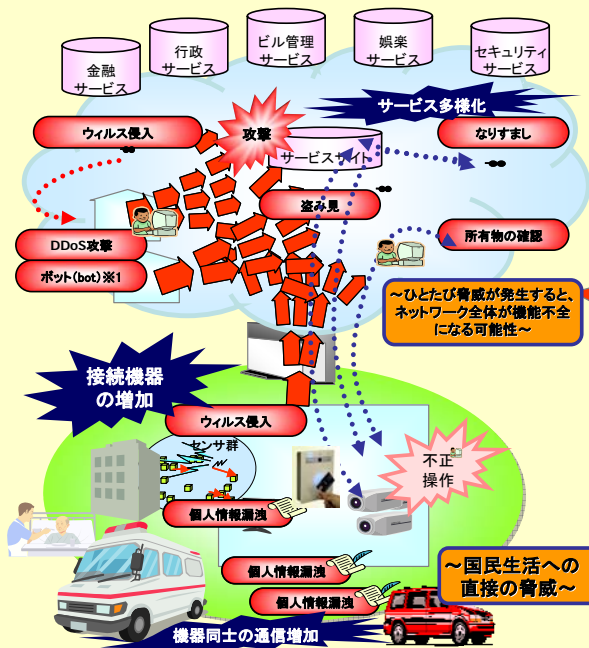 金融
サービス
行政
サービス
ビル管理
サービス
娯楽
サービス
セキュリティ
サービス
サービス多様化
ウィルス侵入
攻撃
なりすまし
サービスサイト
盗み見
DDoS攻撃
所有物の確認
ボット(bot)※1
～ひとたび脅威が発生すると、
ネットワーク全体が機能不全
になる可能性～
接続機器
の増加
ウィルス侵入
センサ群
不正
操作
個人情報漏洩
～国民生活への
直接の脅威～
個人情報漏洩
個人情報漏洩
機器同士の通信増加